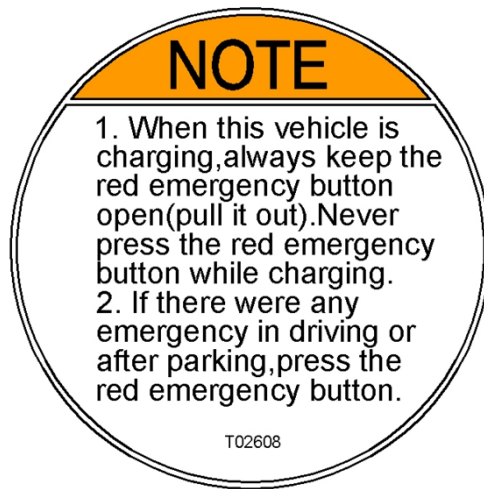 NOTE
1. When this vehicle is
charging,always keep the
red emergency button
open(pull it out).Never
press the red emergency
button while charging.
2. If there were any
emergency in driving or
after parking,press the
red emergency button.
T02608